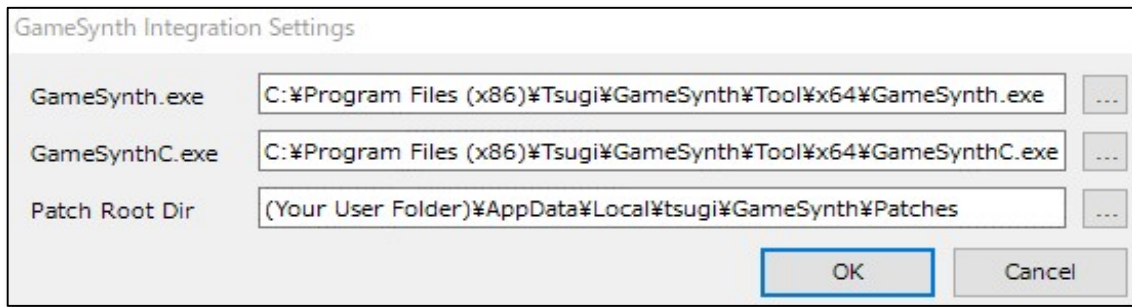 GameSynth Integration Settings
GameSynth.exe C:¥Program Files (x86)¥Tsugi¥GameSynth¥Tool¥x64¥GameSynth.exe ...
GameSynthC.exe C:¥Program Files (x86)¥Tsugi¥GameSynth¥Tool¥x64¥GameSynthC.exe ...
Patch Root Dir (Your User Folder)¥AppData¥Local¥tsugi¥GameSynth¥Patches ...
OK Cancel